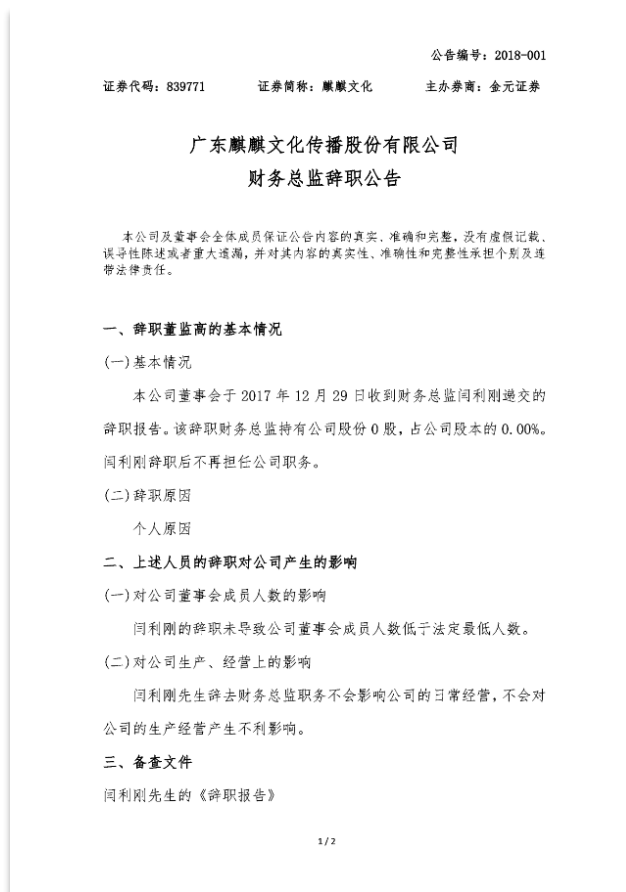 公告编号：2018-001
证券代码：839771 证券简称：麒麒文化 主办券商：金元证券
广东麒麒文化传播股份有限公司
财务总监辞职公告
本公司及董事会全体成员保证公告内容的真实、准确和完整，没有虚假记载、
误导性陈述或者重大遗漏，并对其内容的真实性、准确性和完整性承担个别及连
带法律责任。
一、辞职董监高的基本情况
(一)基本情况
本公司董事会于 2017 年 12 月 29 日收到财务总监闫利刚递交的
辞职报告。该辞职财务总监持有公司股份 0 股，占公司股本的 0.00%。
闫利刚辞职后不再担任公司职务。
(二)辞职原因
个人原因
二、上述人员的辞职对公司产生的影响
(一)对公司董事会成员人数的影响
闫利刚的辞职未导致公司董事会成员人数低于法定最低人数。
(二)对公司生产、经营上的影响
闫利刚先生辞去财务总监职务不会影响公司的日常经营，不会对
公司的生产经营产生不利影响。
三、备查文件
闫利刚先生的《辞职报告》
1 / 2